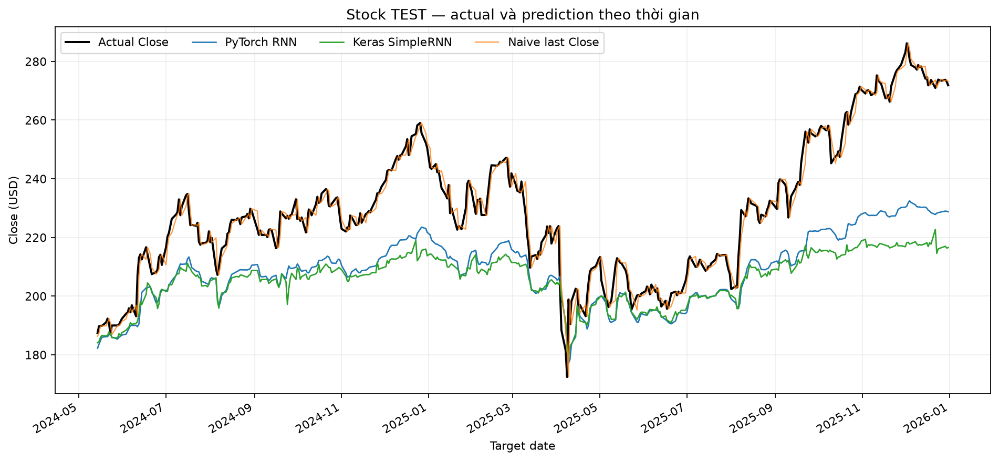 Stock TEST — actual và prediction theo thời gian
Actual Close
PyTorch RNN
Keras SimpleRNN
Naive last Close
Close (USD)
280
260
240
220
200
180
2024-05
2024-07
2024-09
2024-11
2025-01
2025-03
2025-05
2025-07
2025-09
2025-11
2026-01
Target date